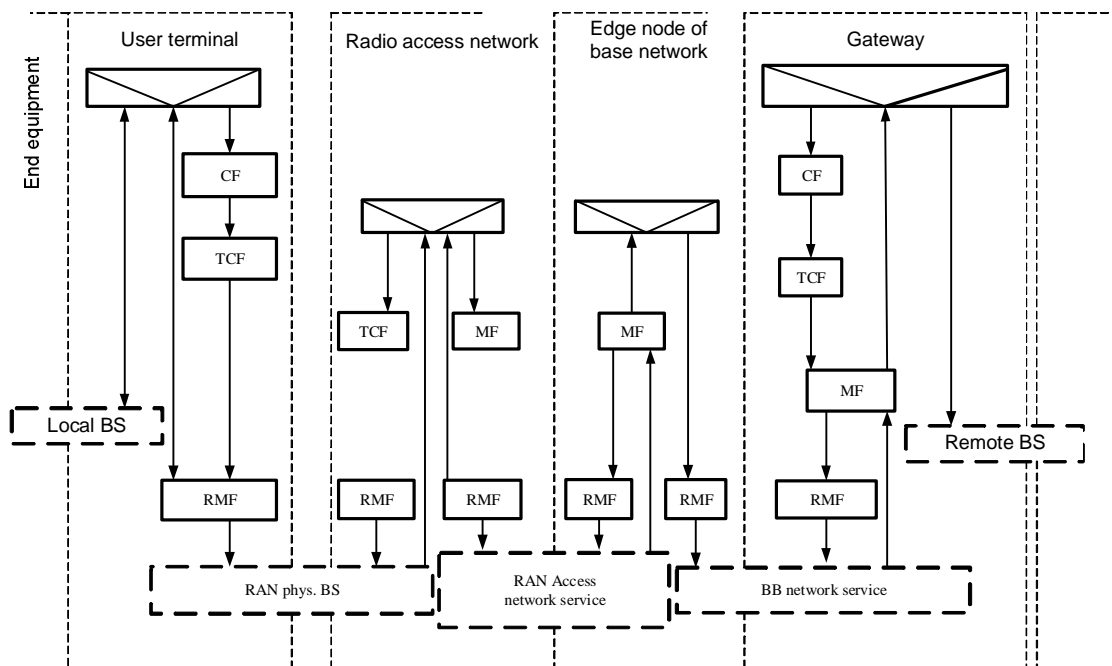 User terminal
Radio access network
Edge node of
base network
Gateway
End equipment
CF
CF
TCF
TCF
TCF
MF
MF
MF
Local BS
Remote BS
RMF
RMF
RMF
RMF
RMF
RMF
RAN phys. BS
RAN Access
network service
BB network service